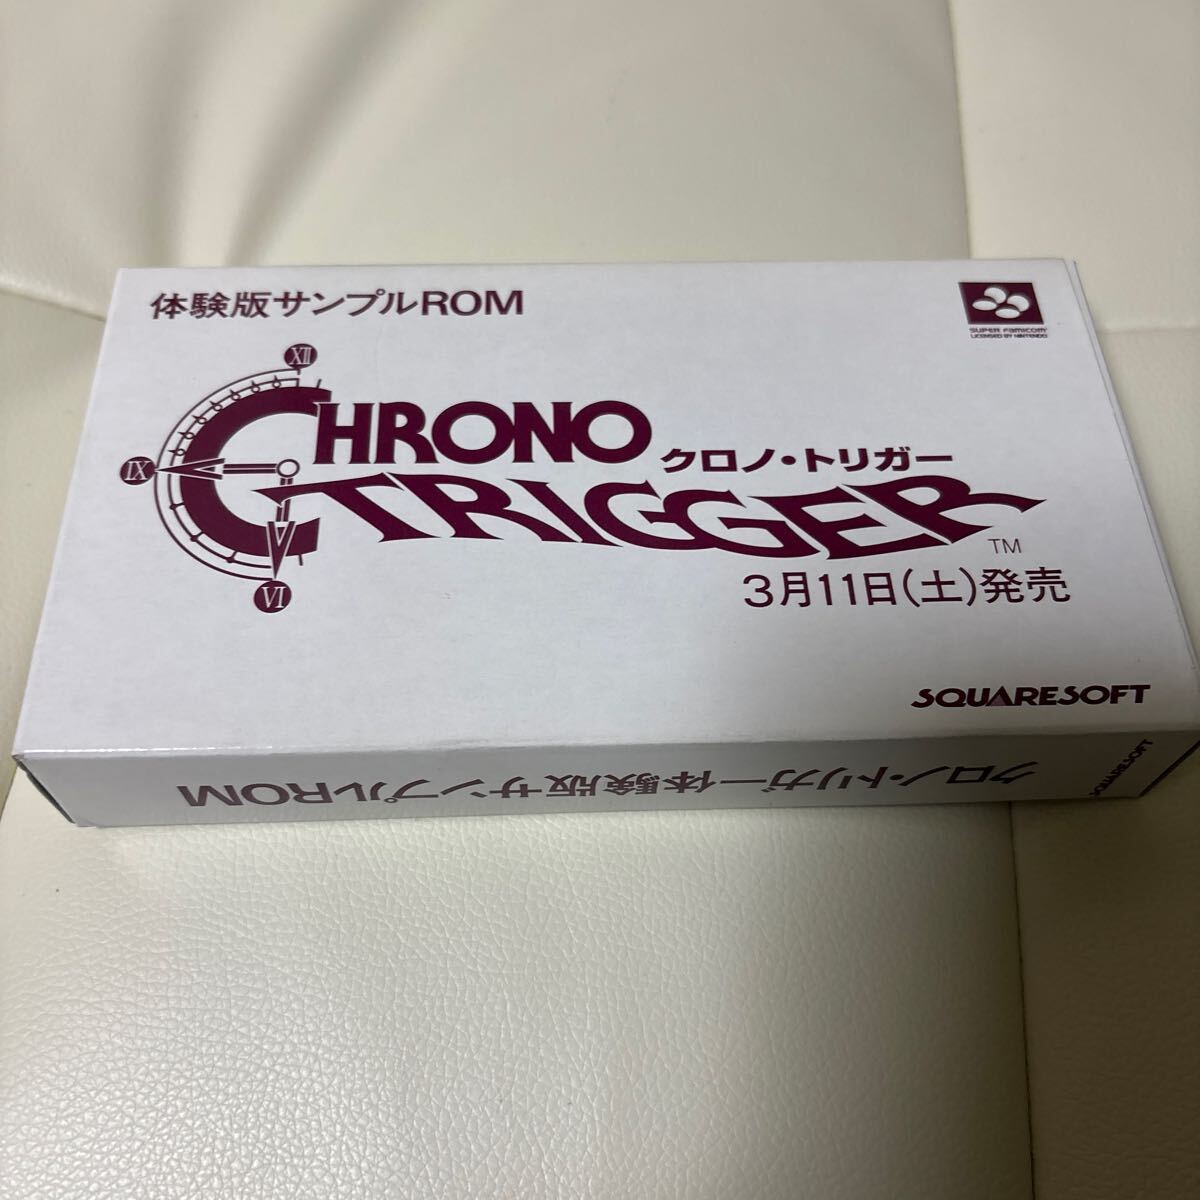 体験版サンプルROM
SUPER FAMICOM
LICENSED BY NINTENDO
XII
IX
VI
CHRONO
クロノ・トリガー
TRIGGER
TM
3月11日(土)発売
SQUARESOFT
クロノ・トリガー体験版サンプルROM
SQUARESOFT